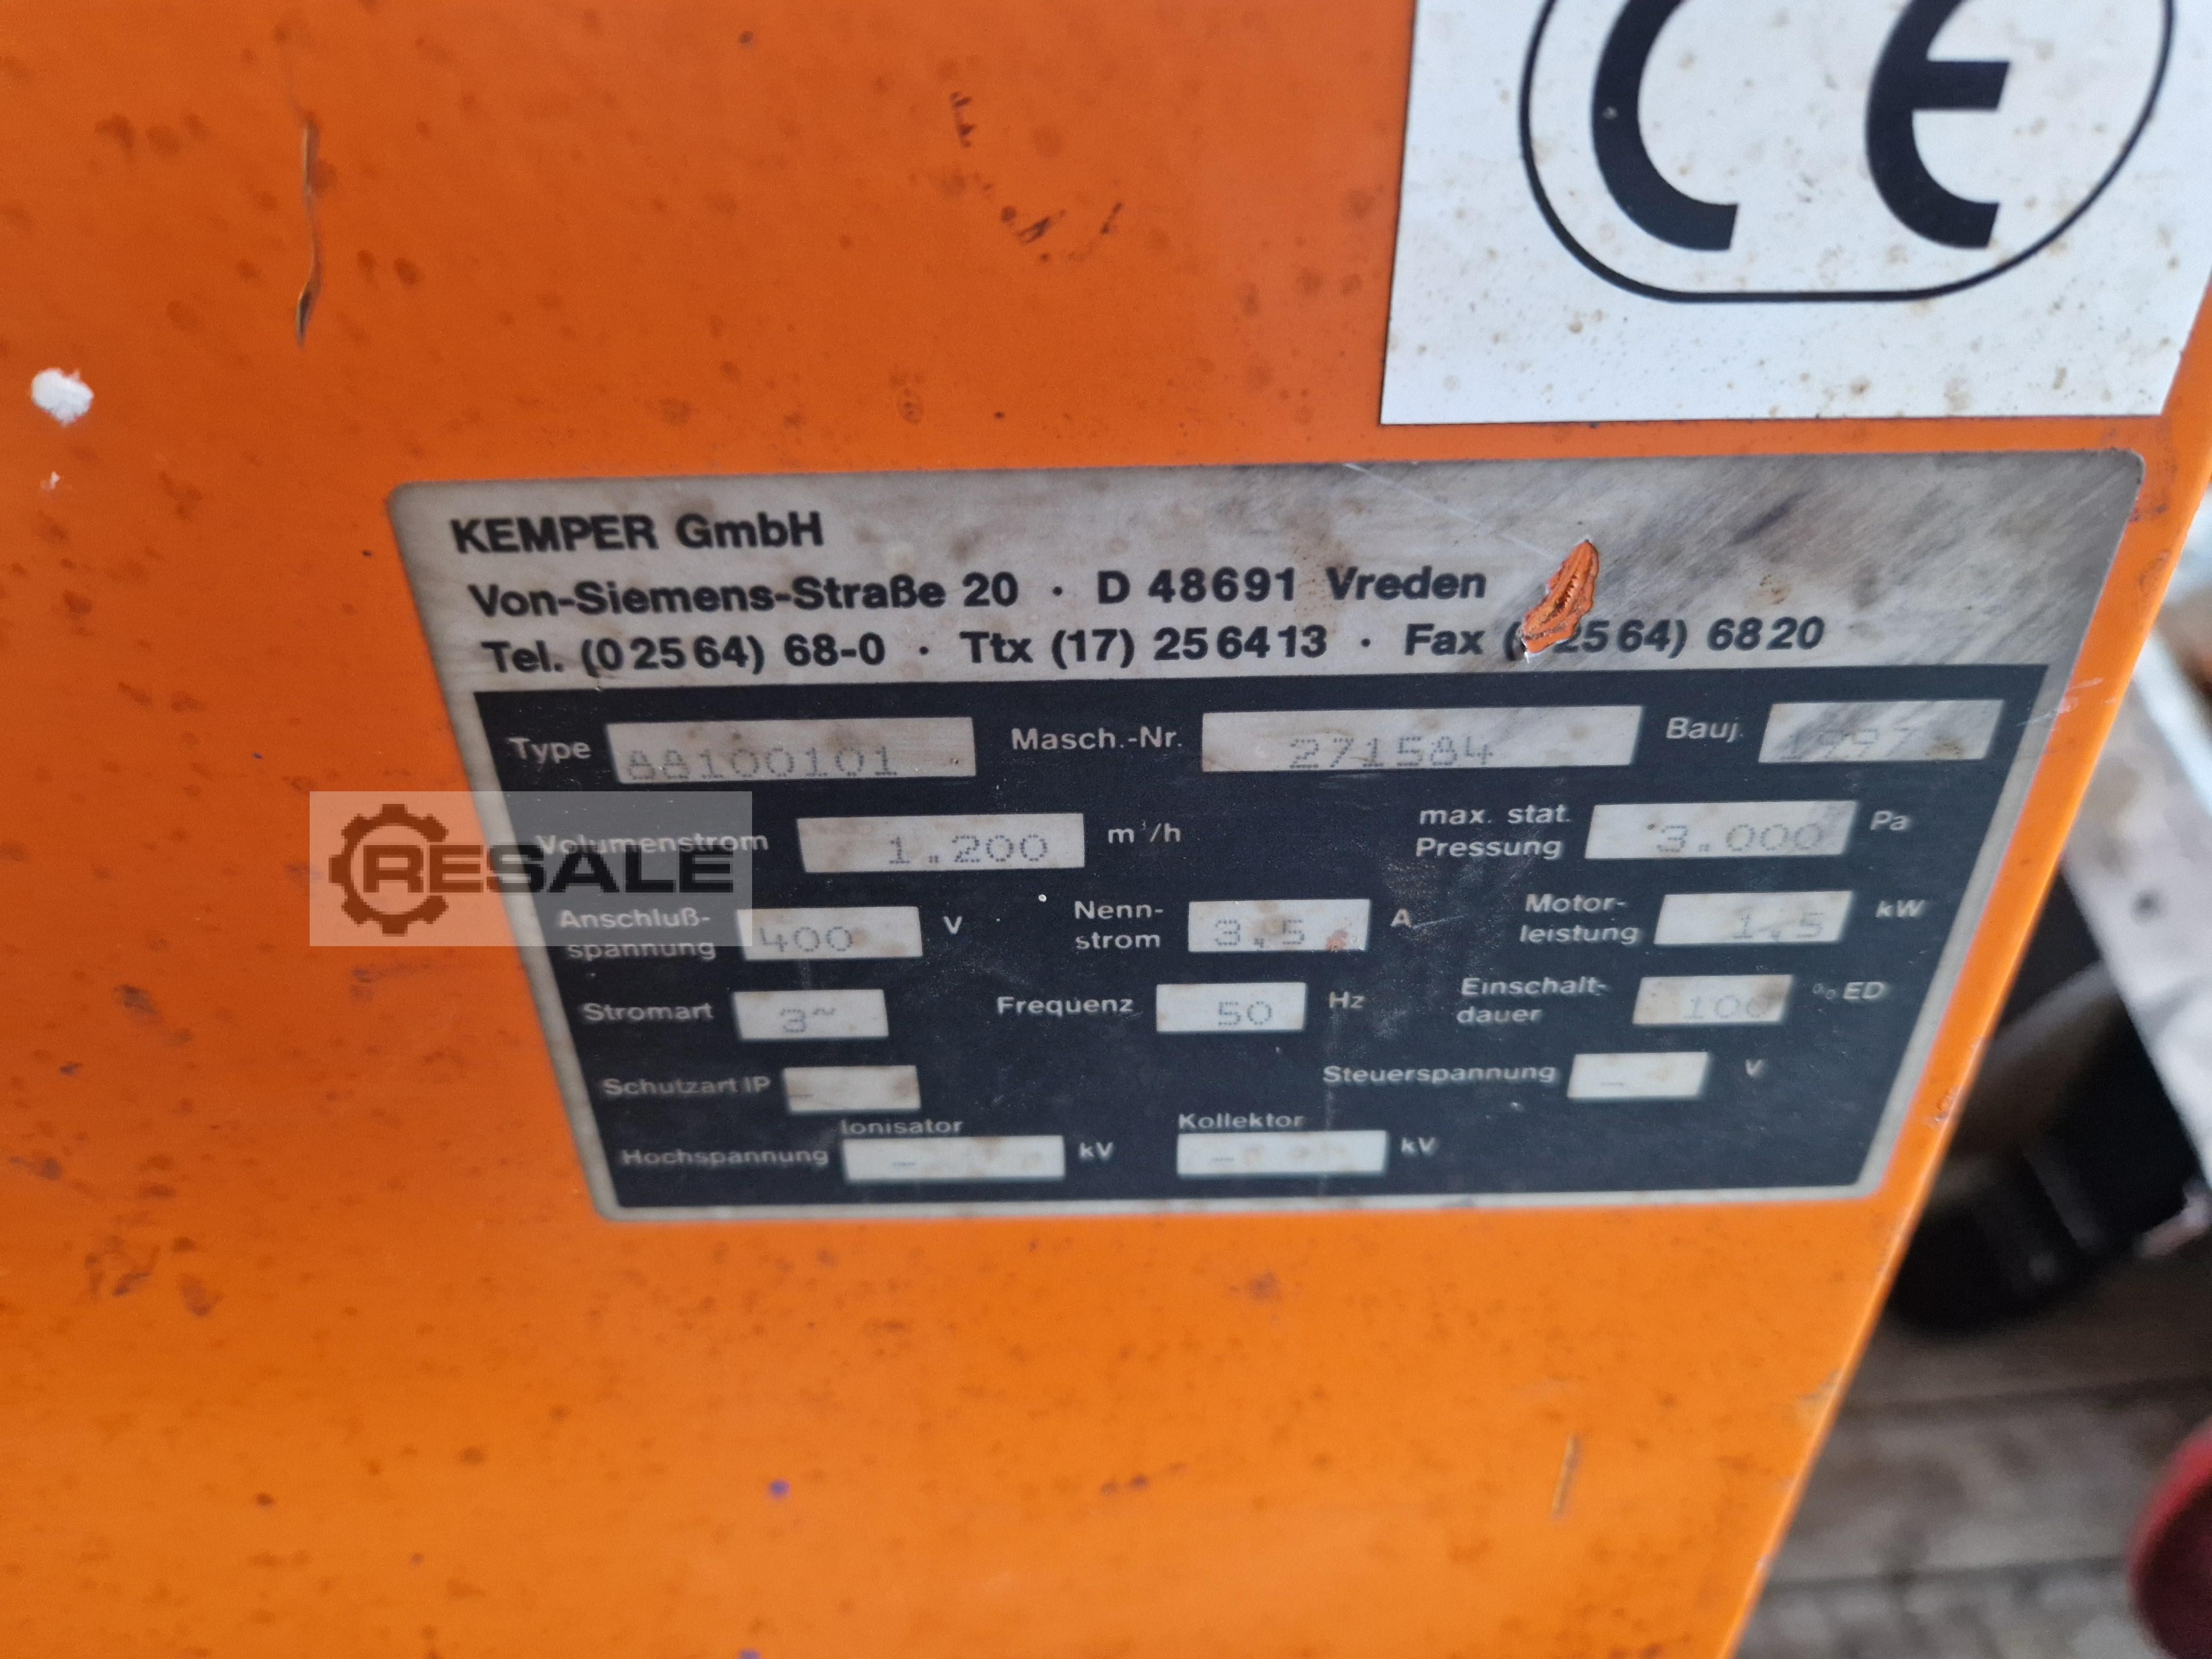 CE
KEMPER GmbH
Von-Siemens-Straße 20 · D 48691 Vreden
Tel. (02564) 68-0 · Ttx (17) 256413 · Fax ( 2564) 6820
Type 88100101 Masch.-Nr. 271584 Bauj. 1997
Volumenstrom 1.200 m³/h max. stat. Pressung 3.000 Pa
RESALE
Anschluß-spannung 400 V Nenn-strom 3,5 A Motor-leistung 1,5 kW
Stromart 3~ Frequenz 50 Hz Einschalt-dauer 100 % ED
Schutzart IP - Steuerspannung - V
Ionisator Kollektor
Hochspannung - kV - kV